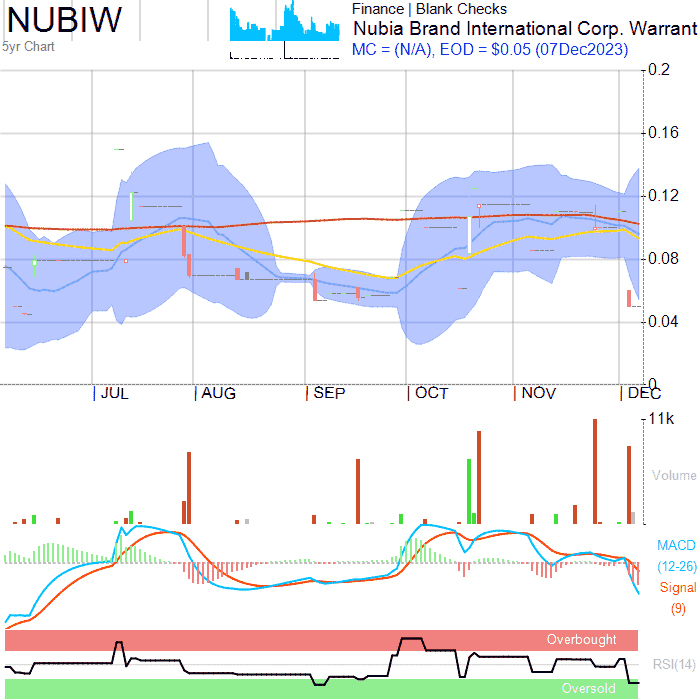 NUBIW
5yr Chart
Finance | Blank Checks
Nubia Brand International Corp. Warrant
MC = (N/A), EOD = $0.05 (07Dec2023)
0.2
0.16
0.12
0.08
0.04
0
JUL AUG SEP OCT NOV DEC
11k
Volume
MACD
(12-26)
Signal
(9)
Overbought
RSI(14)
Oversold